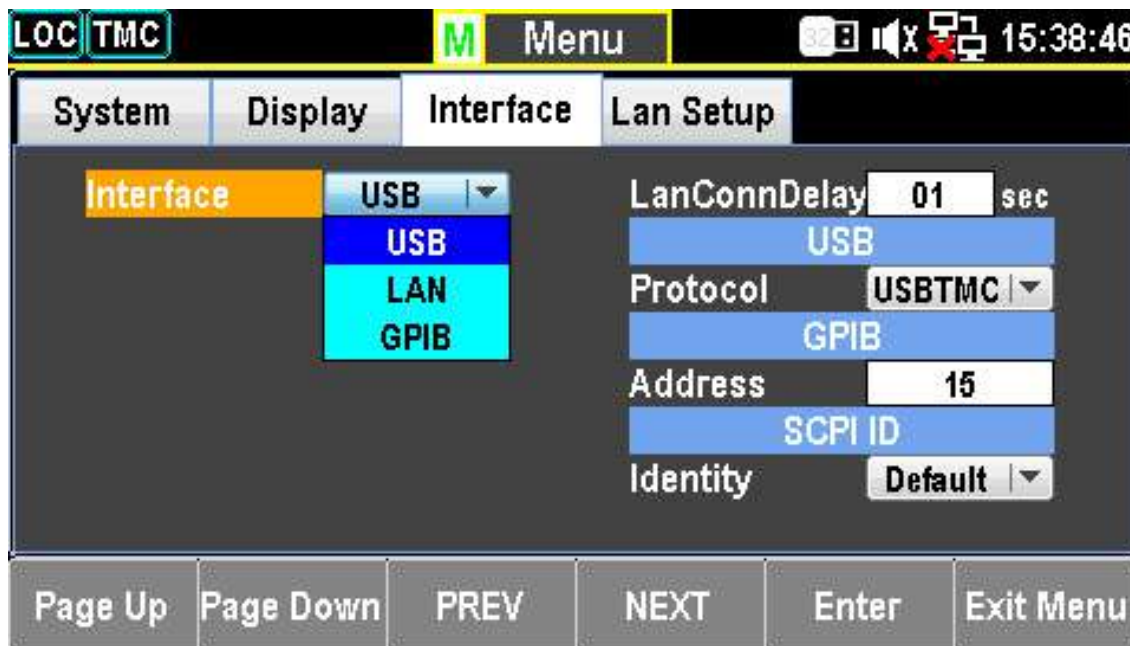 LOC TMC M Menu 32 X 15:38:46
System Display Interface Lan Setup
Interface USB
USB
LAN
GPIB
LanConnDelay 01 sec
USB
Protocol USBTMC
GPIB
Address 15
SCPI ID
Identity Default
Page Up Page Down PREV NEXT Enter Exit Menu